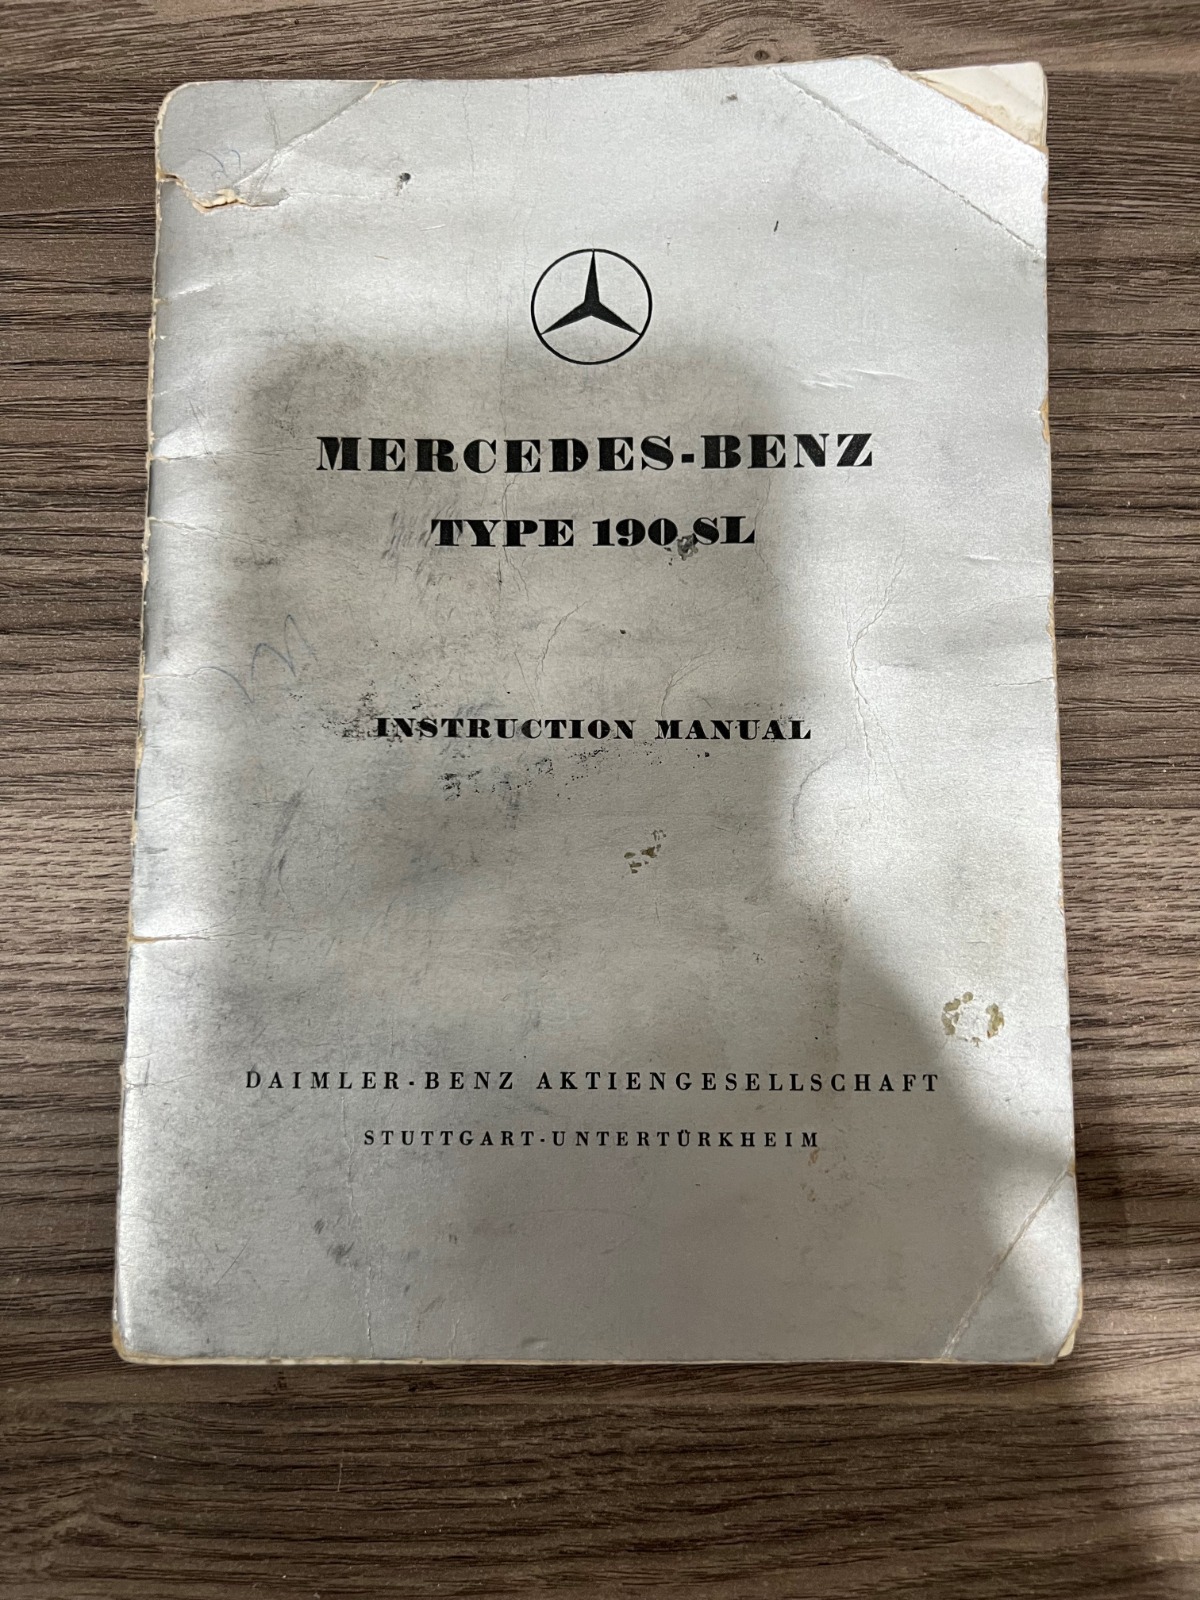 MERCEDES-BENZ
TYPE 190 SL
INSTRUCTION MANUAL
DAIMLER-BENZ AKTIENGESELLSCHAFT
STUTTGART-UNTERTÜRKHEIM